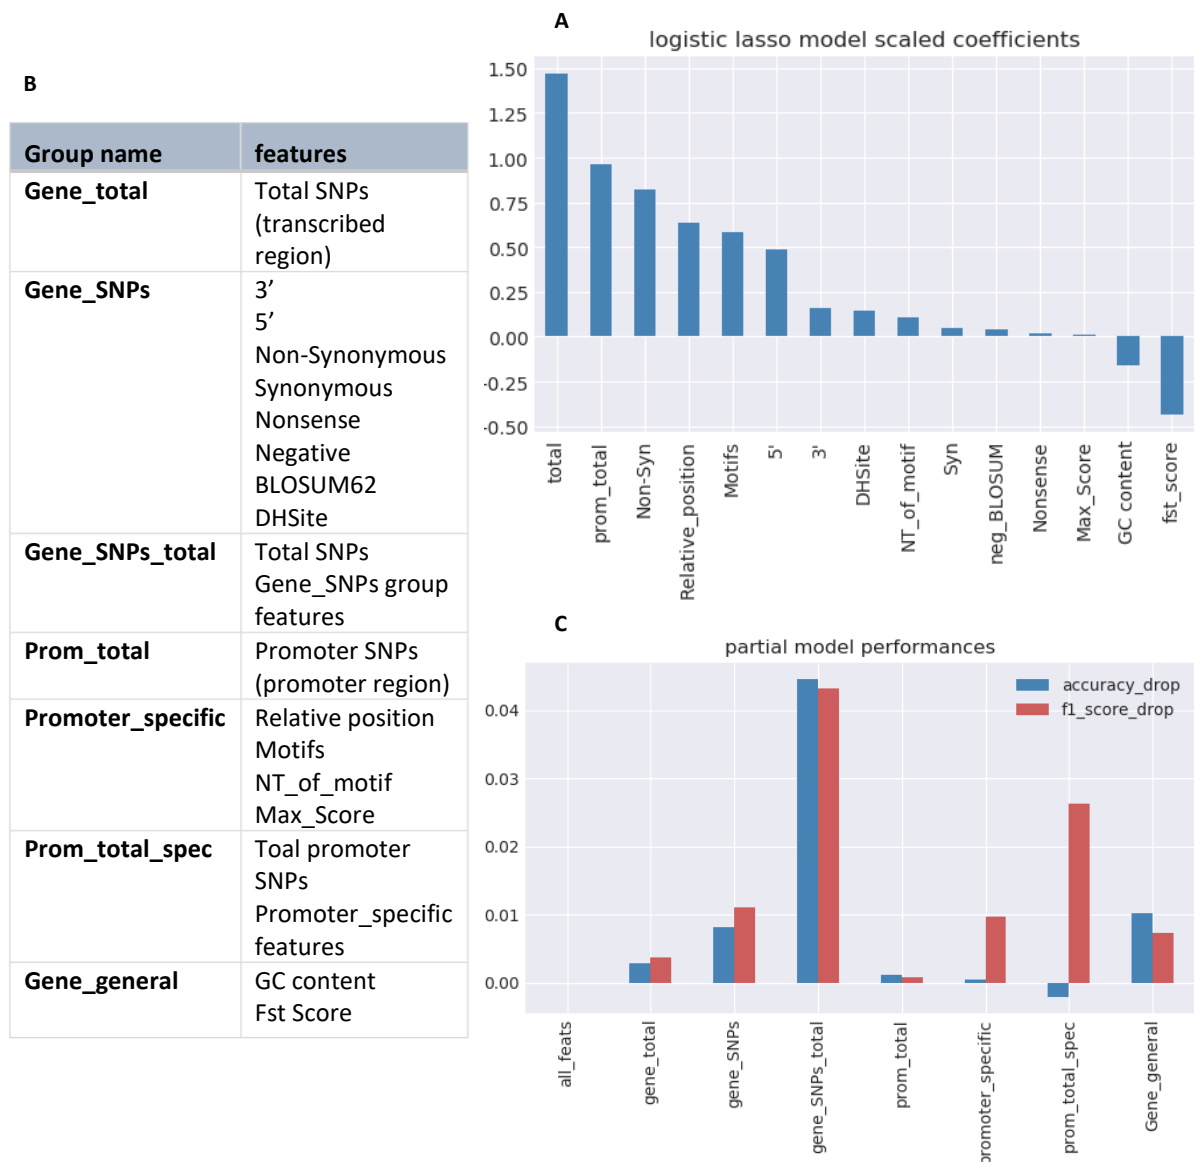 A
logistic lasso model scaled coefficients
1.50
1.25
1.00
0.75
0.50
0.25
0.00
-0.25
-0.50
total
prom_total
Non-Syn
Relative_position
Motifs
5'
3'
DHSite
NT_of_motif
Syn
neg_BLOSUM
Nonsense
Max_Score
GC content
fst_score
B
Group name features
Gene_total Total SNPs
(transcribed
region)
Gene_SNPs 3’
5’
Non-Synonymous
Synonymous
Nonsense
Negative
BLOSUM62
DHSite
Gene_SNPs_total Total SNPs
Gene_SNPs group
features
Prom_total Promoter SNPs
(promoter region)
Promoter_specific Relative position
Motifs
NT_of_motif
Max_Score
Prom_total_spec Toal promoter
SNPs
Promoter_specific
features
Gene_general GC content
Fst Score
C
partial model performances
accuracy_drop
f1_score_drop
0.04
0.03
0.02
0.01
0.00
all_feats
gene_total
gene_SNPs
gene_SNPs_total
prom_total
promoter_specific
prom_total_spec
Gene_general